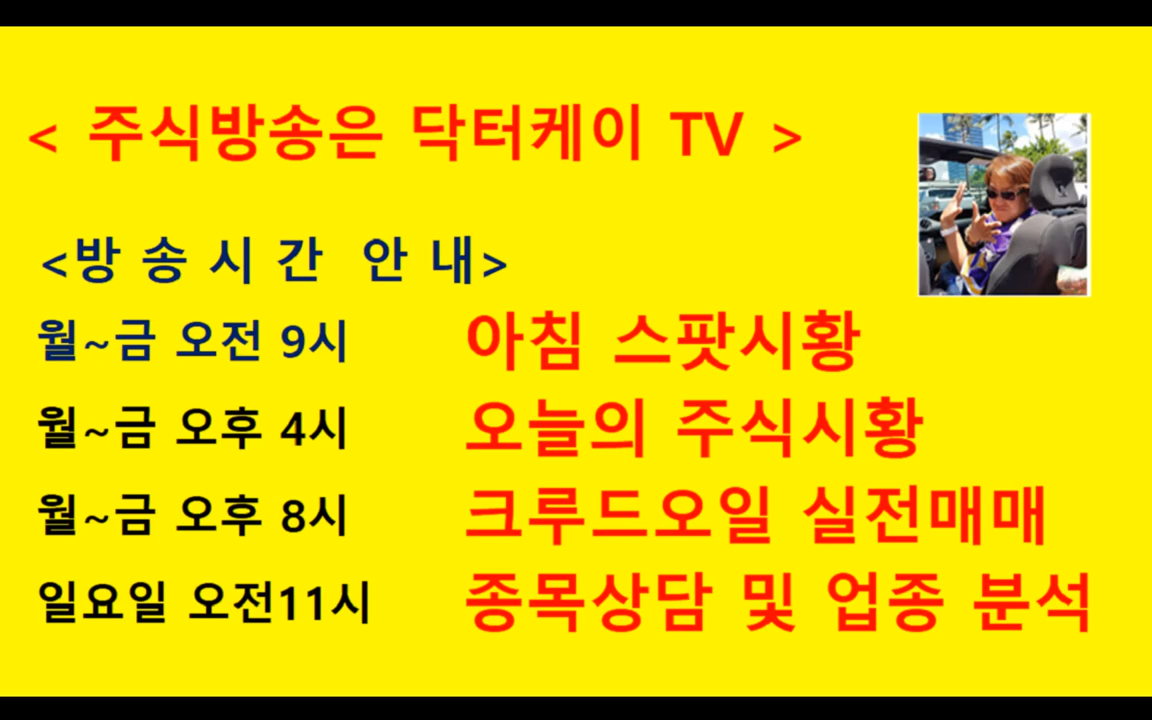 < 주식방송은 닥터케이 TV >
<방 송 시 간 안 내>
월~금 오전 9시 아침 스팟시황
월~금 오후 4시 오늘의 주식시황
월~금 오후 8시 크루드오일 실전매매
일요일 오전11시 종목상담 및 업종 분석